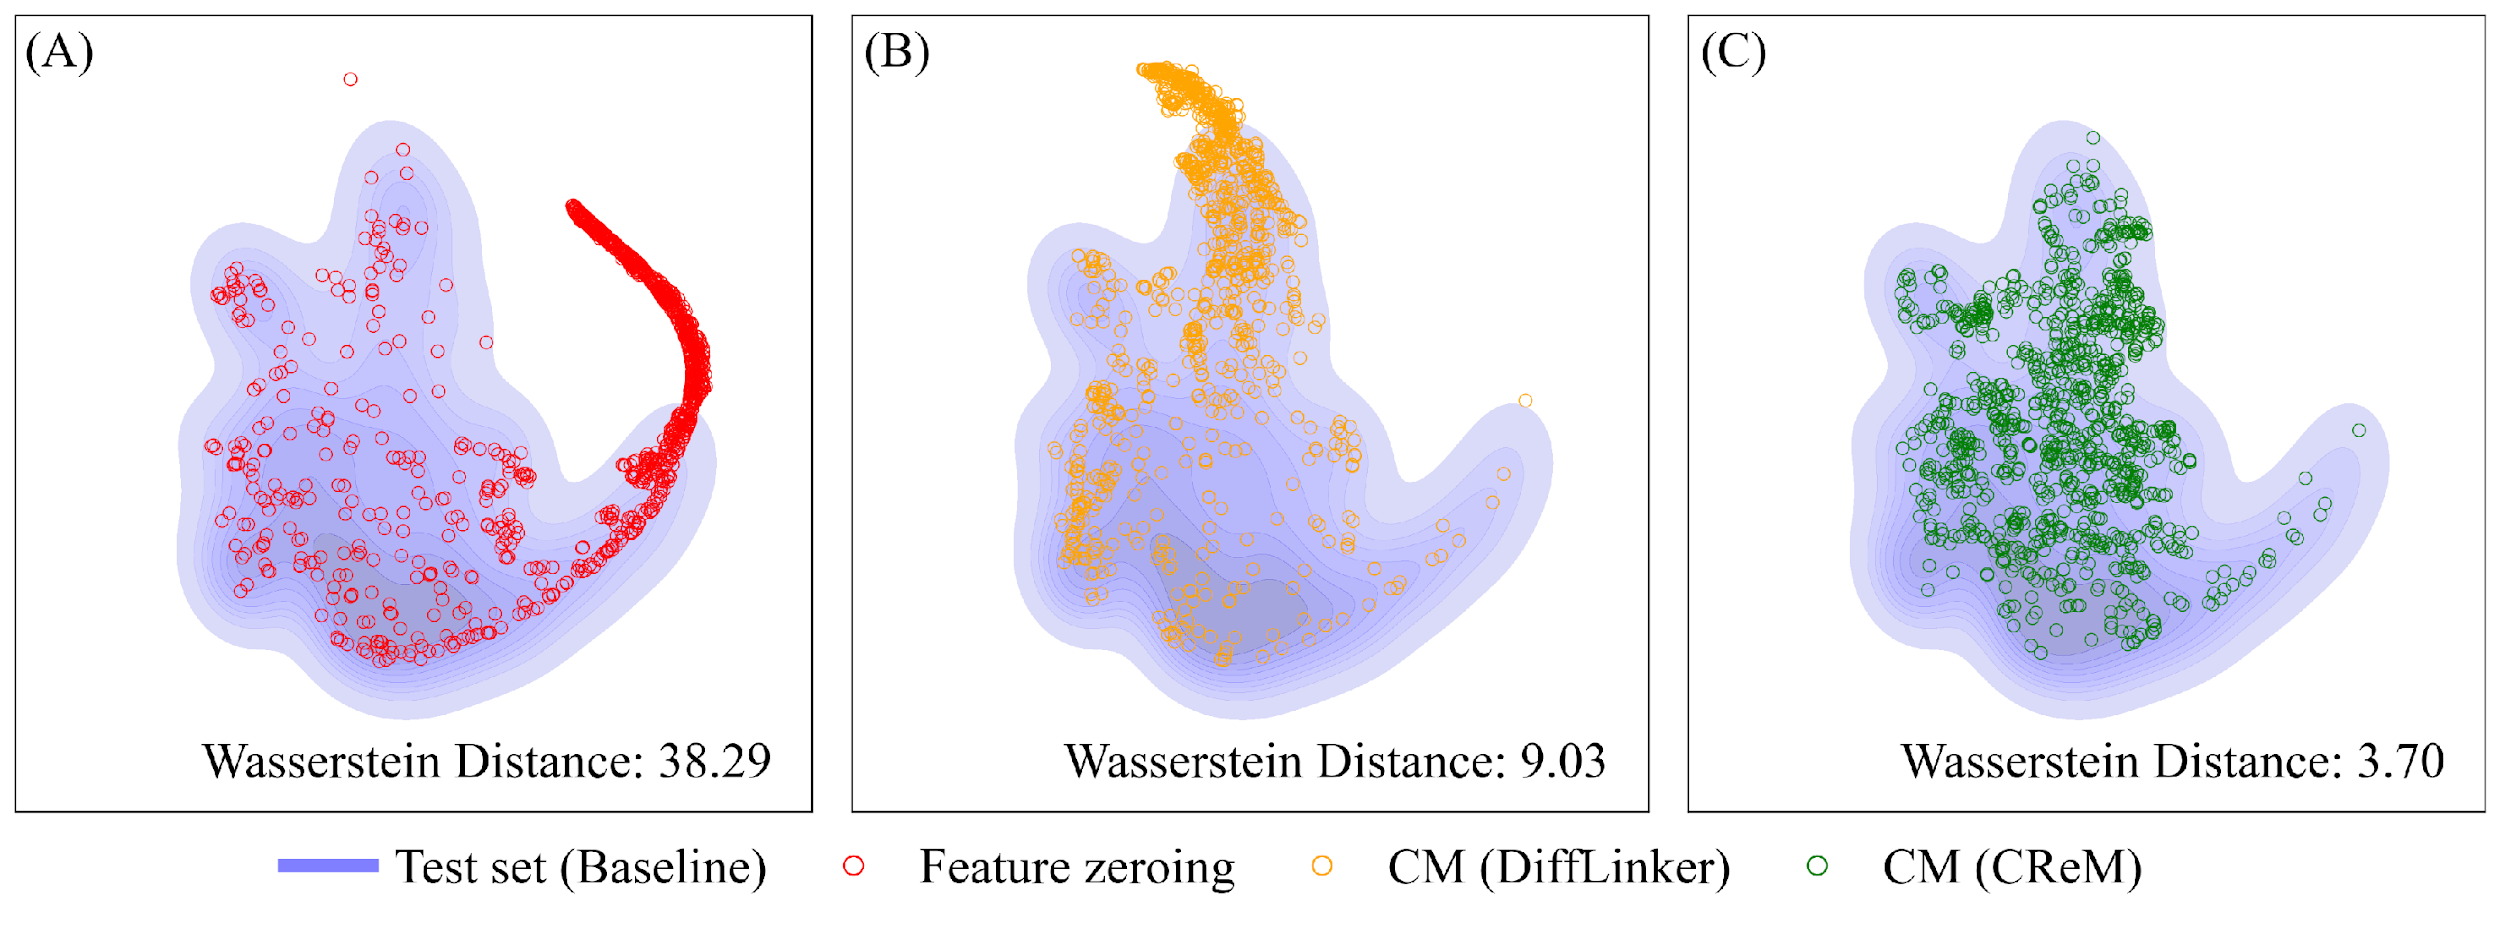 (A)
(B)
(C)
Wasserstein Distance: 38.29
Wasserstein Distance: 9.03
Wasserstein Distance: 3.70
Test set (Baseline)
Feature zeroing
CM (DiffLinker)
CM (CReM)